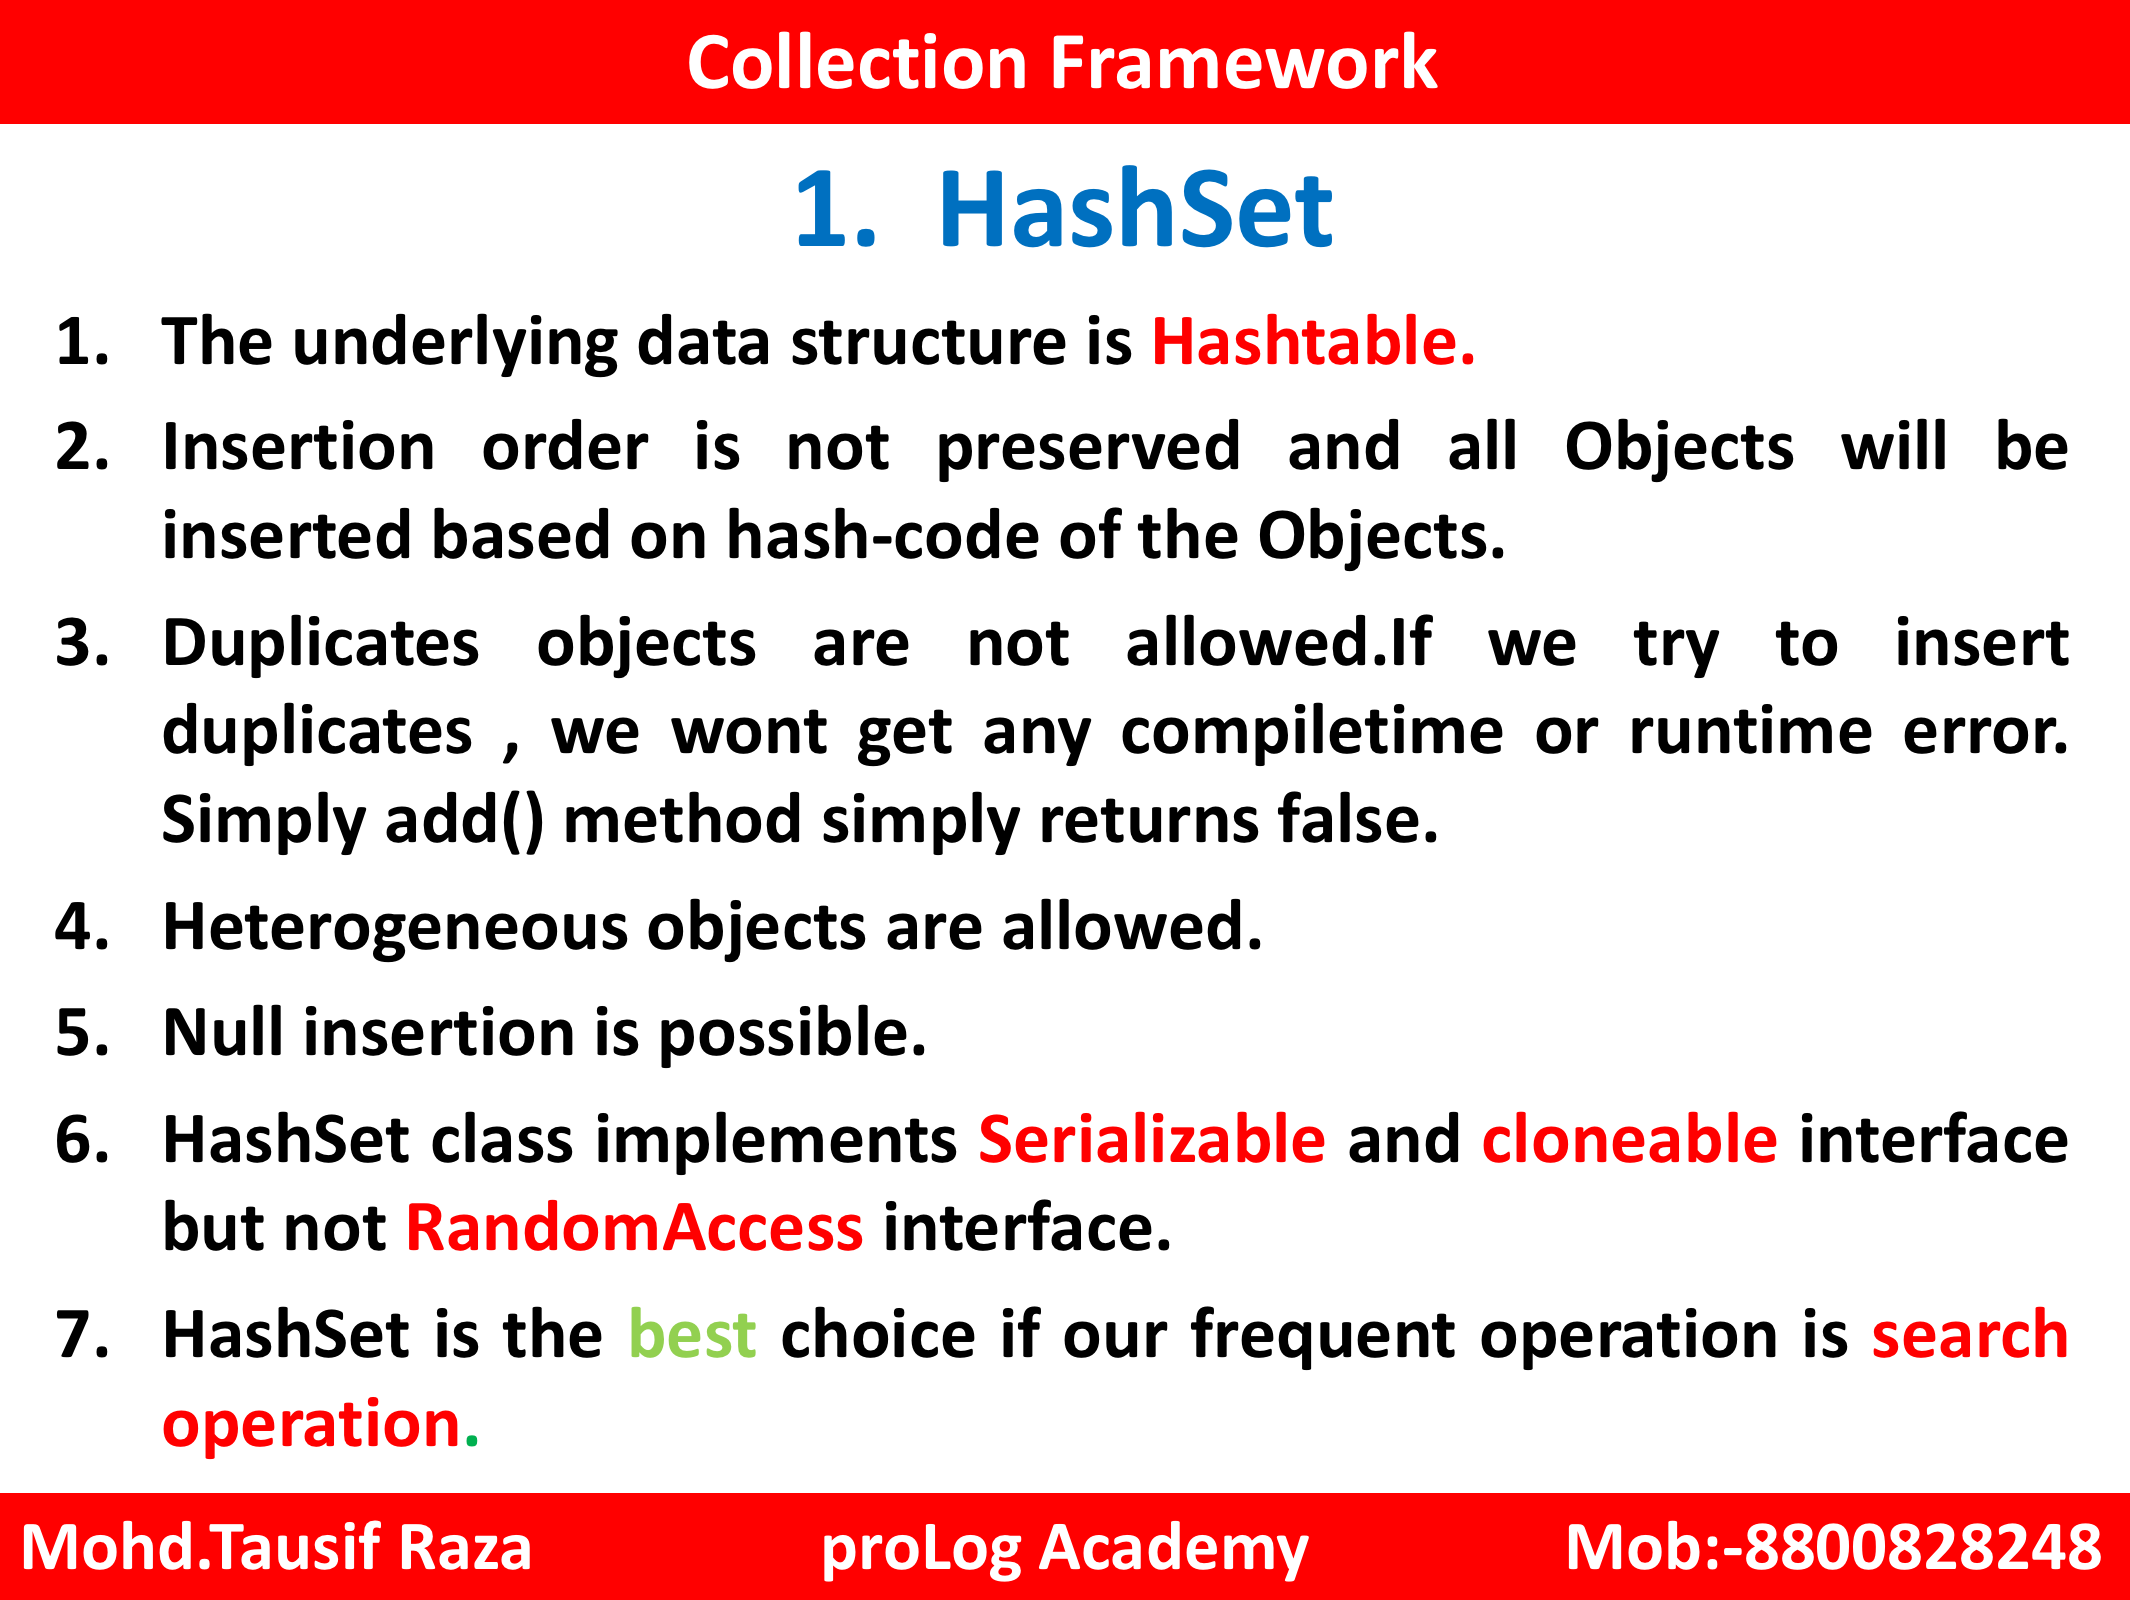 Collection Framework
1. HashSet
1. The underlying data structure is Hashtable.
2. Insertion order is not preserved and all Objects will be
inserted based on hash-code of the Objects.
3. Duplicates objects are not allowed.If we try to insert
duplicates , we wont get any compiletime or runtime error.
Simply add() method simply returns false.
4. Heterogeneous objects are allowed.
5. Null insertion is possible.
6. HashSet class implements Serializable and cloneable interface
but not RandomAccess interface.
7. HashSet is the best choice if our frequent operation is search
operation.
Mohd.Tausif Raza proLog Academy Mob:-8800828248